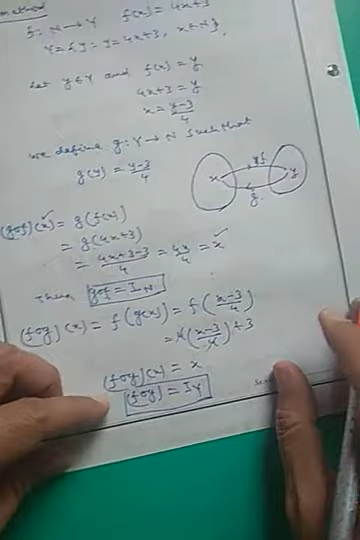 method
f: N → Y f(x) = 4x+3
Y = {y: y = 4x+3, x ∈ N},
Let y ∈ Y and f(x) = y
4x+3 = y
x = (y-3)/4
We define g: Y → N such that
g(y) = (y-3)/4
x f y
g
(gof)(x) = g(f(x))
= g(4x+3)
= (4x+3-3)/4 = 4x/4 = x
gof = I_N
(fog)(x) = f(g(x)) = f((x-3)/4)
= 4((x-3)/4) + 3
(fog)(x) = x
(fog) = I_Y